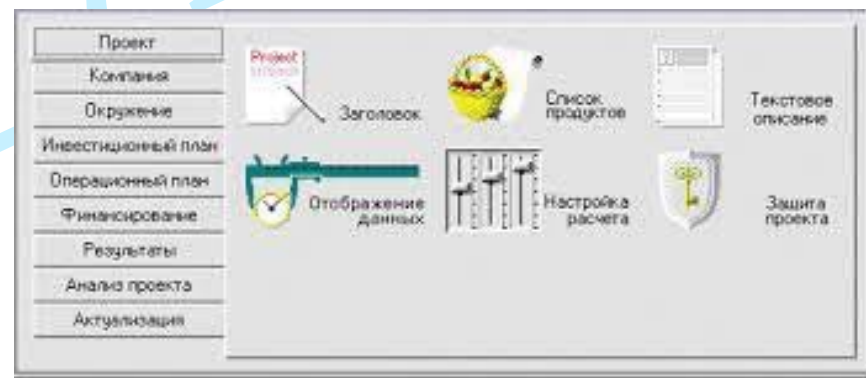 Проект
Компания
Окружение
Инвестиционный план
Операционный план
Финансирование
Результаты
Анализ проекта
Актуализация
Project
Заголовок
Список
продуктов
Текстовое
описание
Отображение
данных
Настройка
расчета
Защита
проекта